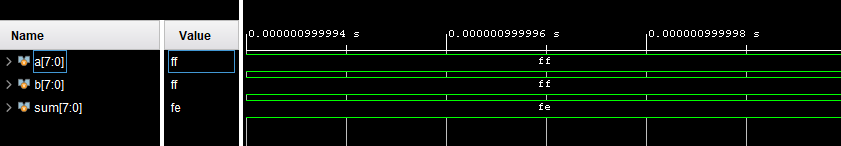 Name Value 0.000000999994 s 0.000000999996 s 0.000000999998 s
a[7:0] ff ff
b[7:0] ff ff
sum[7:0] fe fe